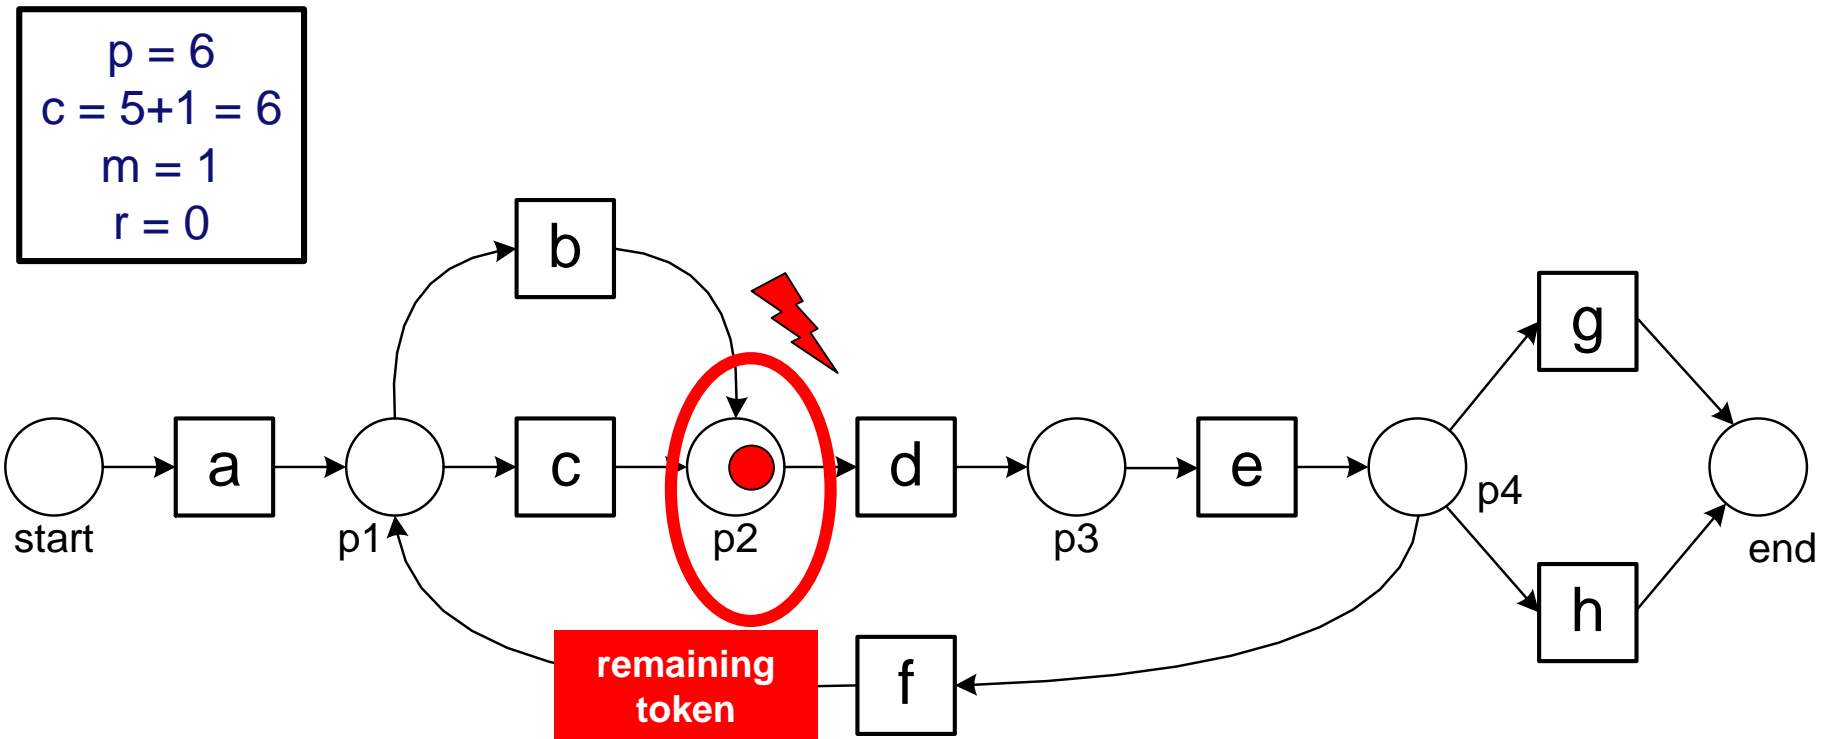 p = 6
c = 5+1 = 6
m = 1
r = 0
b
g
a
c
d
e
start
p1
p2
p3
p4
end
h
remaining
token
f